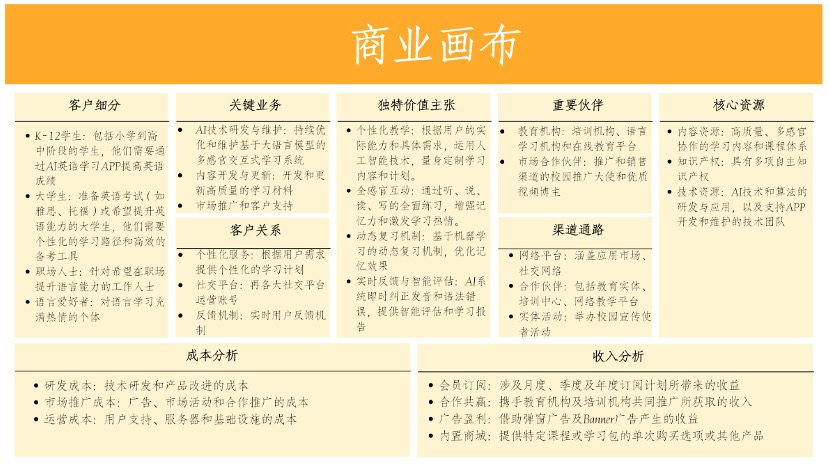 商业画布
客户细分
K-12学生：包括小学到高
中阶段的学生，他们需要通
过AI英语学习APP提高英语
成绩
大学生：准备英语考试（如
雅思、托福）或希望提升英
语能力的大学生，他们需要
个性化的学习路径和高效的
备考工具
职场人士：针对希望在职场
提升语言能力的工作人士
语言爱好者：对语言学习充
满热情的个体
关键业务
AI技术研发与维护：持续优
化和维护基于大语言模型的
多感官交互式学习系统
内容开发与更新：开发和更
新高质量的学习材料
市场推广和客户支持
客户关系
个性化服务：根据用户需求
提供个性化的学习计划
社交平台：再各大社交平台
运营账号
反馈机制：实时用户反馈机
制
独特价值主张
个性化教学：根据用户的实
际能力和具体需求，运用人
工智能技术，量身定制学习
内容和计划。
全感官互动：通过听、说、
读、写的全面练习，增强记
忆力和激发学习热情。
动态复习机制：基于机器学
习的动态复习机制，优化记
忆效果
实时反馈与智能评估：AI系
统即时纠正发音和语法错
误，提供智能评估和学习报
告
重要伙伴
教育机构：培训机构、语言
学习机构和在线教育平台
市场合作伙伴：推广和销售
渠道的校园推广大使和优质
视频博主
渠道通路
网络平台：涵盖应用市场、
社交网络
合作伙伴：包括教育实体、
培训中心、网络教学平台
实体活动：举办校园宣传使
者活动
核心资源
内容资源：高质量、多感官
协作的学习内容和课程体系
知识产权：具有多项自主知
识产权
技术资源：AI技术和算法的
研发与应用，以及支持APP
开发和维护的技术团队
成本分析
研发成本：技术研发和产品改进的成本
市场推广成本：广告、市场活动和合作推广的成本
运营成本：用户支持、服务器和基础设施的成本
收入分析
会员订阅：涉及月度、季度及年度订阅计划所带来的收益
合作共赢：携手教育机构及培训机构共同推广所获取的收入
广告盈利：借助弹窗广告及Banner广告产生的收益
内置商城：提供特定课程或学习包的单次购买选项或其他产品